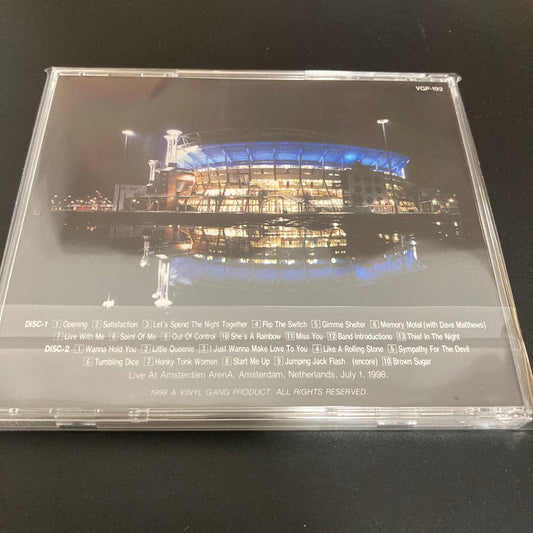 VGP-192
DISC-1 1 Opening 2 Satisfaction 3 Let's Spend The Night Together 4 Flip The Switch 5 Gimme Shelter 6 Memory Motel (with Dave Matthews)
7 Live With Me 8 Saint Of Me 9 Out Of Control 10 She's A Rainbow 11 Miss You 12 Band Introductions 13 Thief In The Night
DISC-2 1 Wanna Hold You 2 Little Queenie 3 I Just Wanna Make Love To You 4 Like A Rolling Stone 5 Sympathy For The Devil
6 Tumbling Dice 7 Honky Tonk Women 8 Start Me Up 9 Jumping Jack Flash (encore) 10 Brown Sugar
Live At Amsterdam ArenA, Amsterdam, Netherlands. July 1, 1998.
1998 A VINYL GANG PRODUCT. ALL RIGHTS RESERVED.